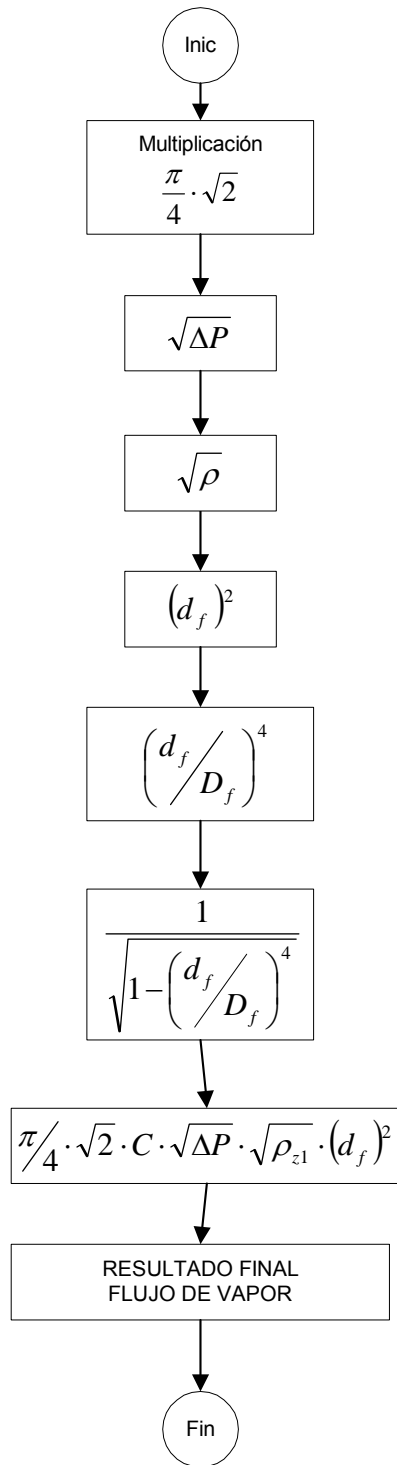 Inic
Multiplicación
π/4 · √2
√ΔP
√ρ
(d_f)²
(d_f/D_f)⁴
1/√(1−(d_f/D_f)⁴)
π/4 · √2 · C · √ΔP · √ρ_z1 · (d_f)²
RESULTADO FINAL
FLUJO DE VAPOR
Fin